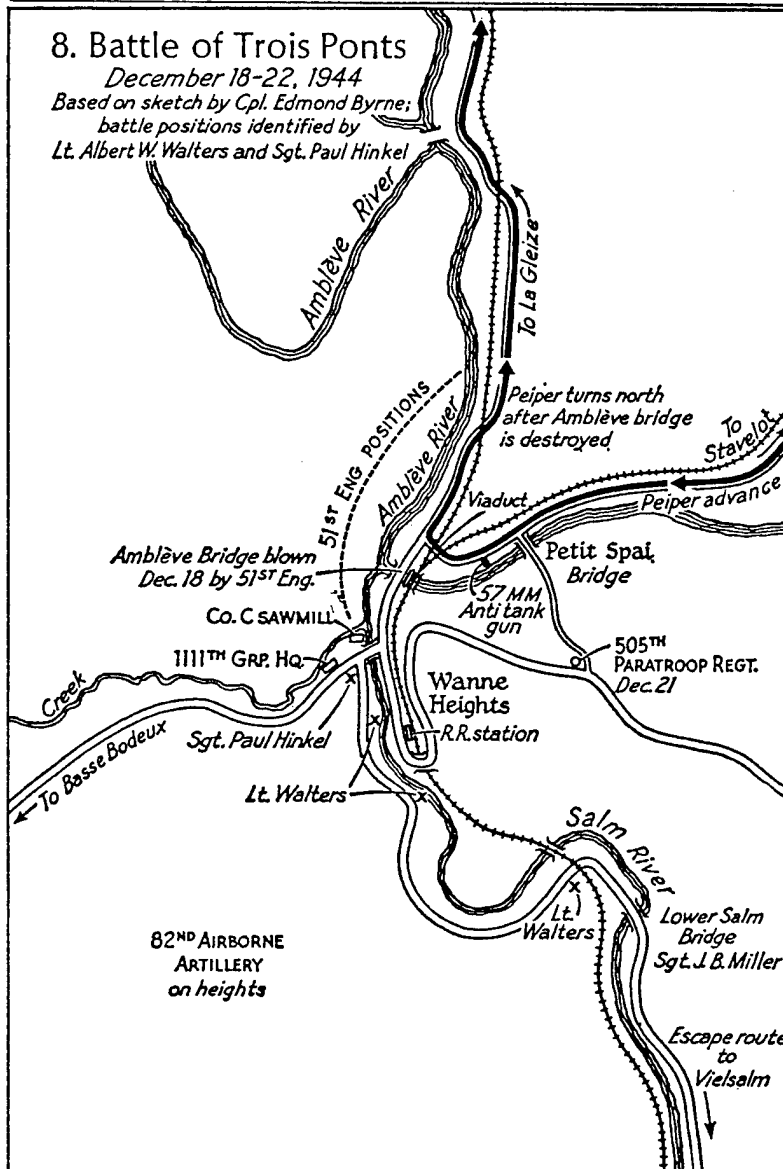 8. Battle of Trois Ponts
December 18-22, 1944
Based on sketch by Cpl. Edmond Byrne;
battle positions identified by
Lt. Albert W. Walters and Sgt. Paul Hinkel
Amblève River
To La Gleize
51ST ENG POSITIONS
Amblève River
Peiper turns north
after Amblève bridge
is destroyed
To
Stavelot
Viaduct
Peiper advance
Amblève Bridge blown
Dec. 18 by 51ST Eng.
Petit Spai
Bridge
57 MM
Antitank
gun
CO. C SAWMILL
1111TH GRP. HQ.
505TH
PARATROOP REGT.
Dec. 21
Creek
Wanne
Heights
Sgt. Paul Hinkel
R.R. station
To Basse Bodeux
Lt. Walters
Salm River
Lt.
Walters
Lower Salm
Bridge
Sgt. J. B. Miller
82ND AIRBORNE
ARTILLERY
on heights
Escape route
to
Vielsalm